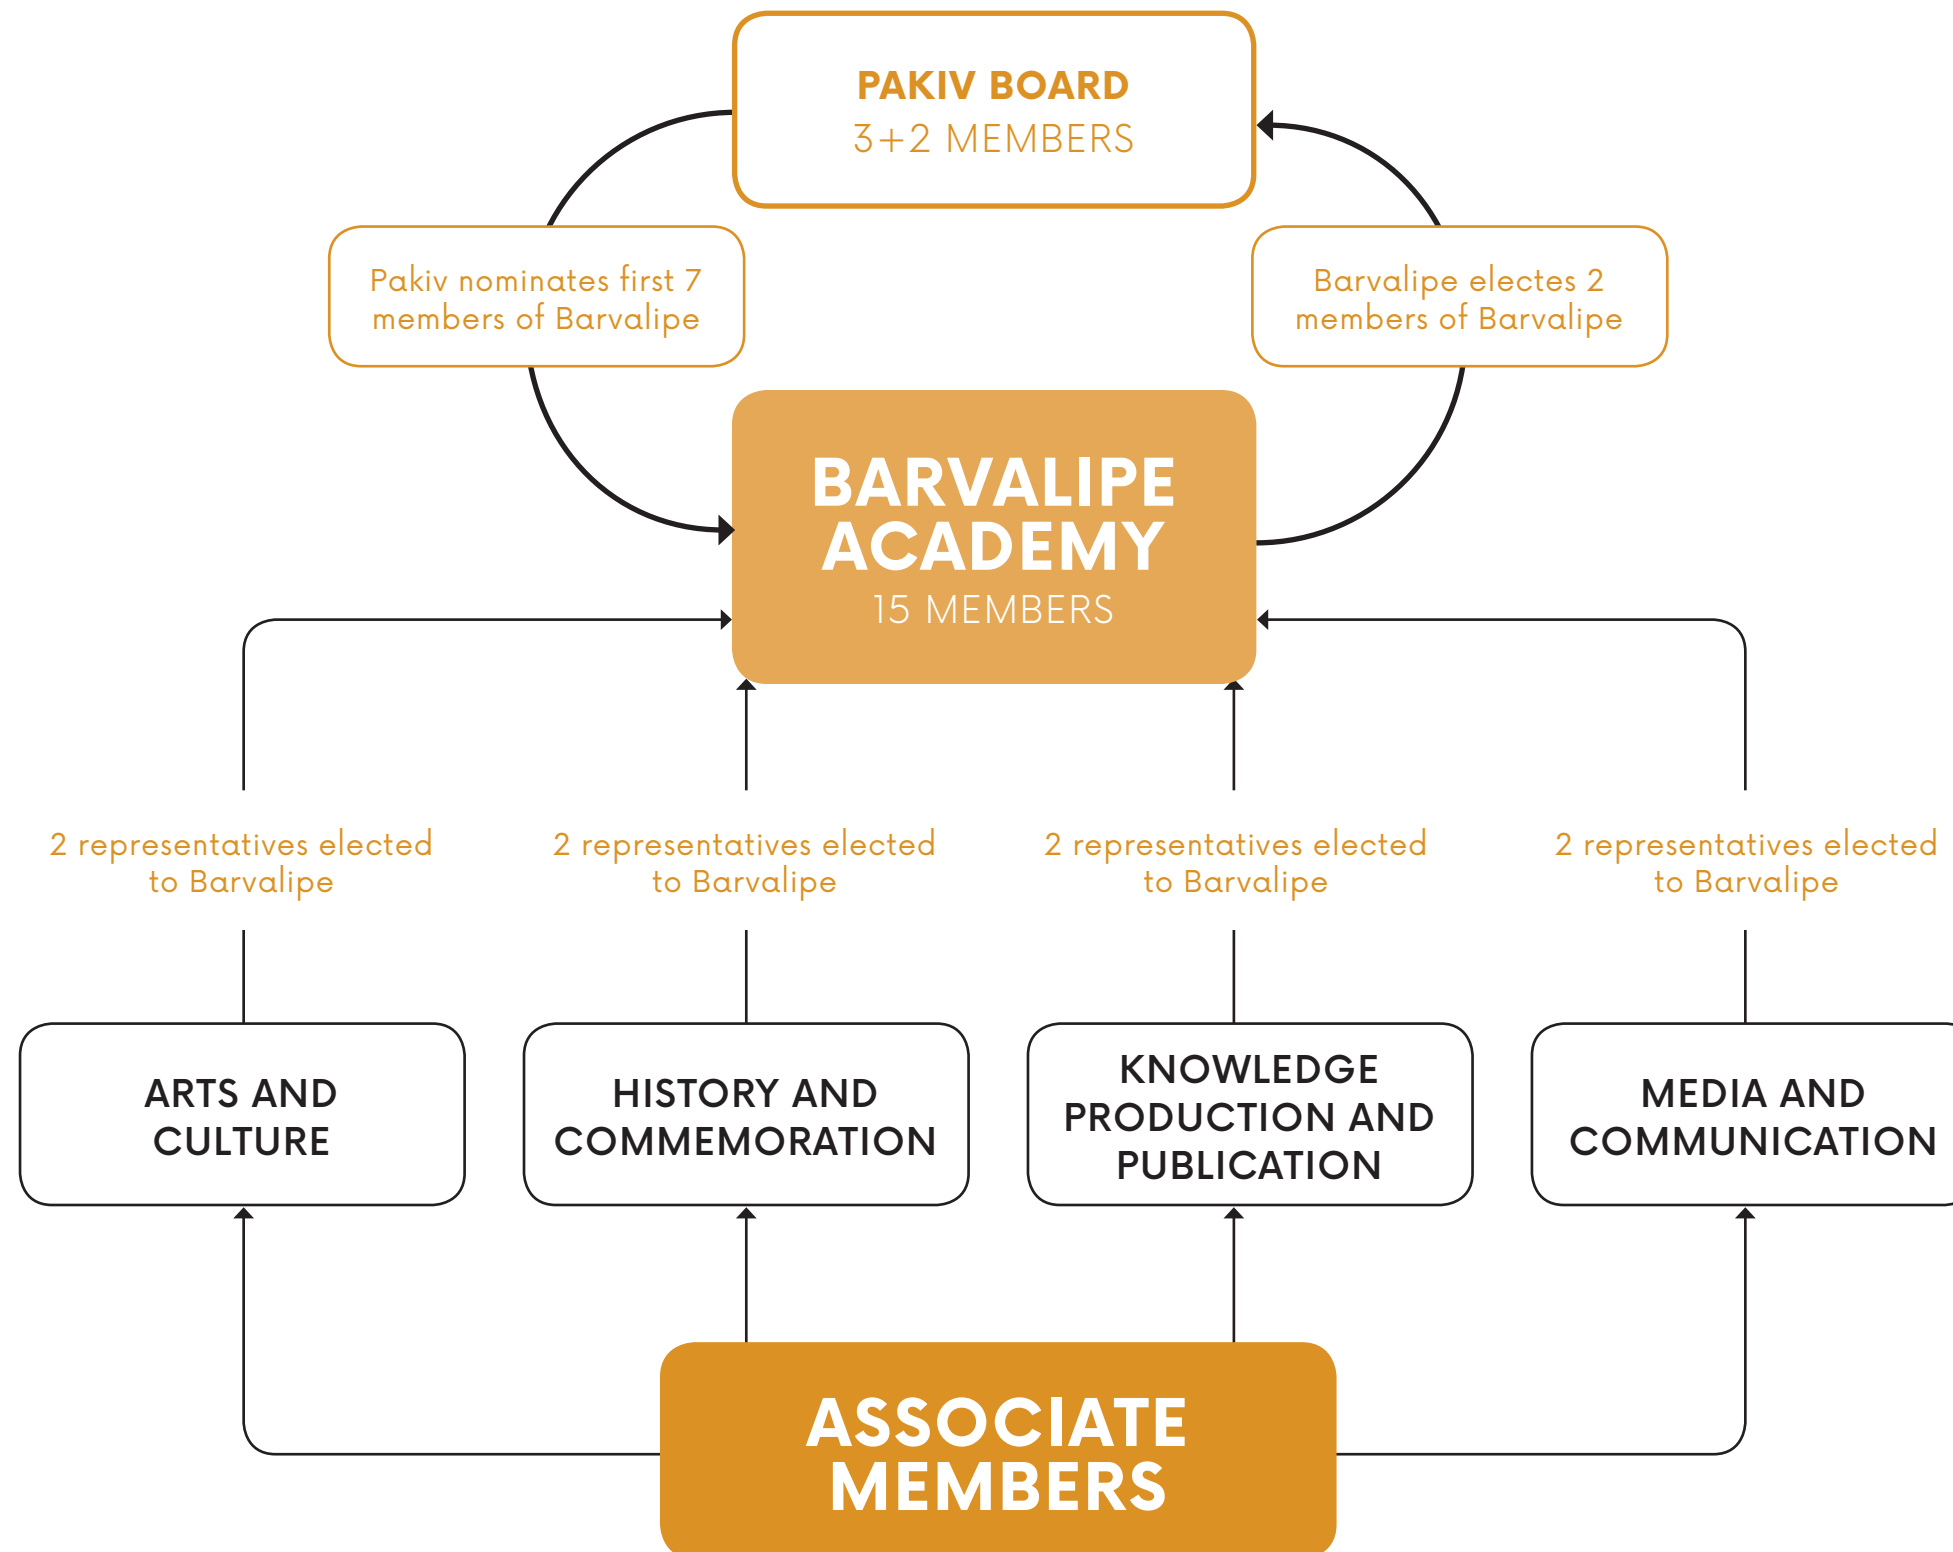 PAKIV BOARD
3+2 MEMBERS
Pakiv nominates first 7
members of Barvalipe
Barvalipe electes 2
members of Barvalipe
BARVALIPE
ACADEMY
15 MEMBERS
2 representatives elected
to Barvalipe
2 representatives elected
to Barvalipe
2 representatives elected
to Barvalipe
2 representatives elected
to Barvalipe
ARTS AND
CULTURE
HISTORY AND
COMMEMORATION
KNOWLEDGE
PRODUCTION AND
PUBLICATION
MEDIA AND
COMMUNICATION
ASSOCIATE
MEMBERS